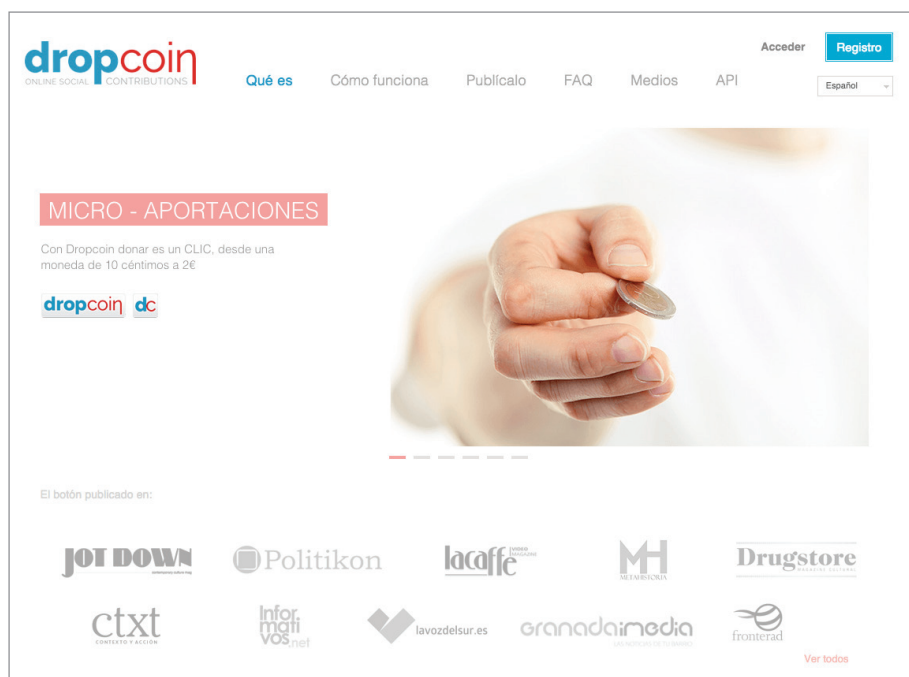 dropcoin
ONLINE SOCIAL CONTRIBUTIONS
Acceder
Registro
Qué es
Cómo funciona
Publícalo
FAQ
Medios
API
Español
MICRO - APORTACIONES
Con Dropcoin donar es un CLIC, desde una
moneda de 10 céntimos a 2€
dropcoin
dc
El botón publicado en:
JOT DOWN
Politikon
lacaffe
MH
METAHISTORIA
Drugstore
ctxt
CONTEXTO Y ACCIÓN
Infor
mati
vos.net
lavozdelsur.es
granadaimedia
fronterad
Ver todos